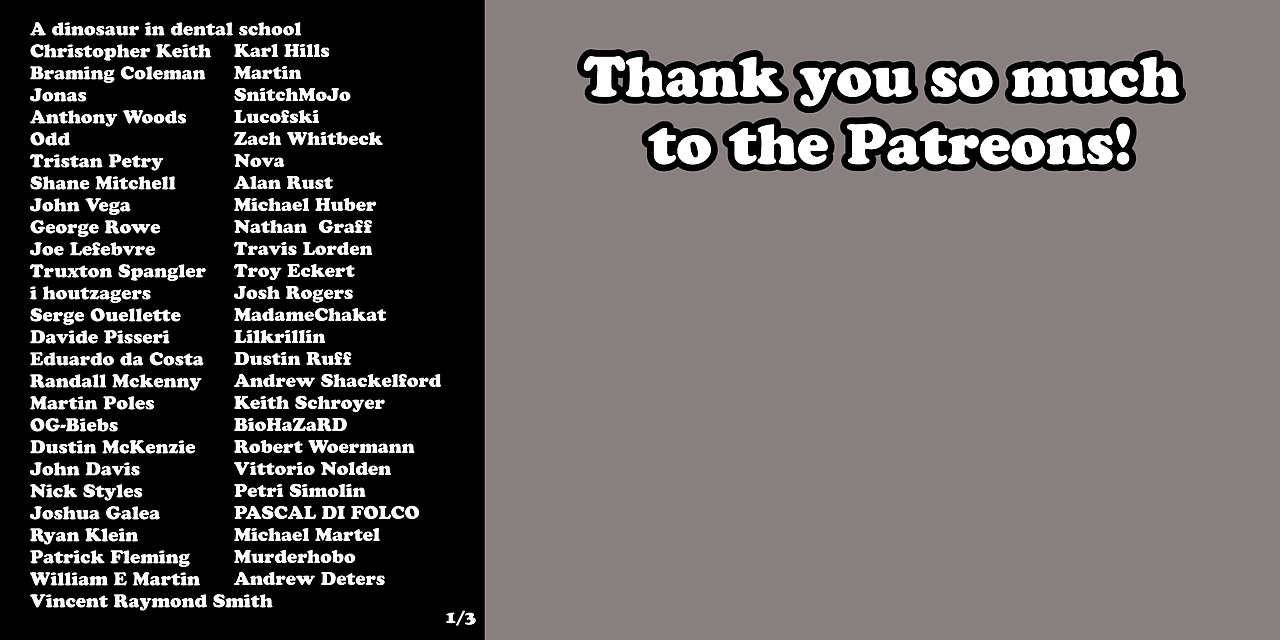 A dinosaur in dental school
Christopher Keith
Braming Coleman
Jonas
Anthony Woods
Odd
Tristan Petry
Shane Mitchell
John Vega
George Rowe
Joe Lefebvre
Truxton Spangler
i houtzagers
Serge Ouellette
Davide Pisseri
Eduardo da Costa
Randall Mckenny
Martin Poles
OG-Biebs
Dustin McKenzie
John Davis
Nick Styles
Joshua Galea
Ryan Klein
Patrick Fleming
William E Martin
Vincent Raymond Smith
Karl Hills
Martin
SnitchMoJo
Lucofski
Zach Whitbeck
Nova
Alan Rust
Michael Huber
Nathan  Graff
Travis Lorden
Troy Eckert
Josh Rogers
MadameChakat
Lilkrillin
Dustin Ruff
Andrew Shackelford
Keith Schroyer
BioHaZaRD
Robert Woermann
Vittorio Nolden
Petri Simolin
PASCAL DI FOLCO
Michael Martel
Murderhobo
Andrew Deters
1/3
Thank you so much
to the Patreons!